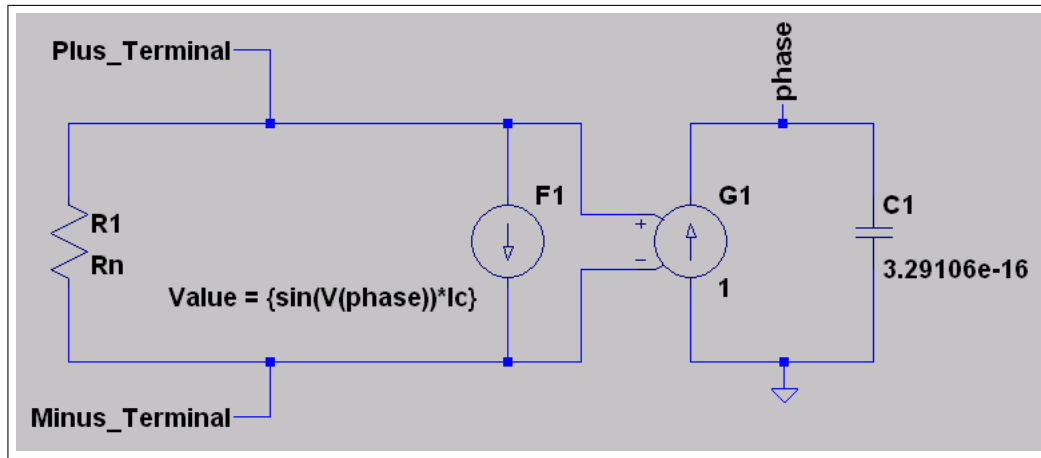 Plus_Terminal
phase
R1
Rn
F1
Value = {sin(V(phase))*Ic}
+
−
G1
1
C1
3.29106e-16
Minus_Terminal